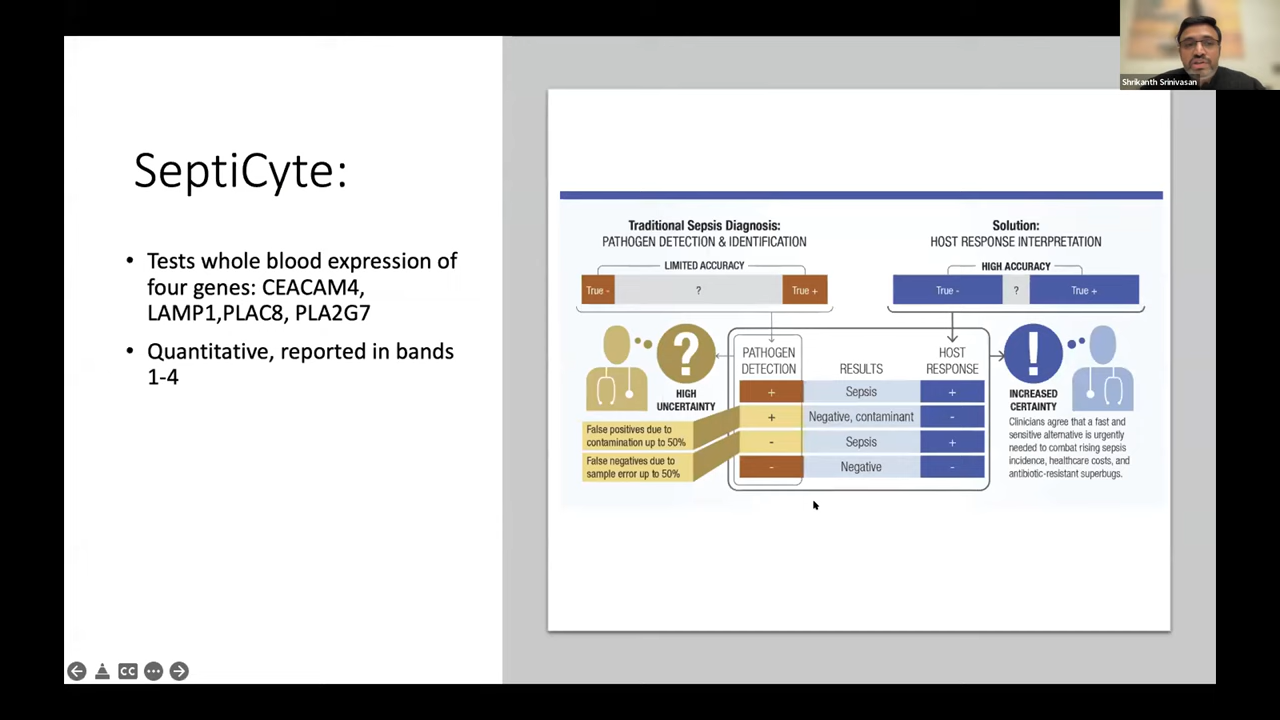 Shrikanth Srinivasan
SeptiCyte:
• Tests whole blood expression of
four genes: CEACAM4,
LAMP1,PLAC8, PLA2G7
• Quantitative, reported in bands
1-4
Traditional Sepsis Diagnosis:
PATHOGEN DETECTION & IDENTIFICATION
LIMITED ACCURACY
True - ? True +
Solution:
HOST RESPONSE INTERPRETATION
HIGH ACCURACY
True - ? True +
?
HIGH
UNCERTAINTY
False positives due to
contamination up to 50%
False negatives due to
sample error up to 50%
PATHOGEN
DETECTION
RESULTS
HOST
RESPONSE
+ Sepsis +
+ Negative, contaminant -
- Sepsis +
- Negative -
!
INCREASED
CERTAINTY
Clinicians agree that a fast and
sensitive alternative is urgently
needed to combat rising sepsis
incidence, healthcare costs, and
antibiotic-resistant superbugs.
CC